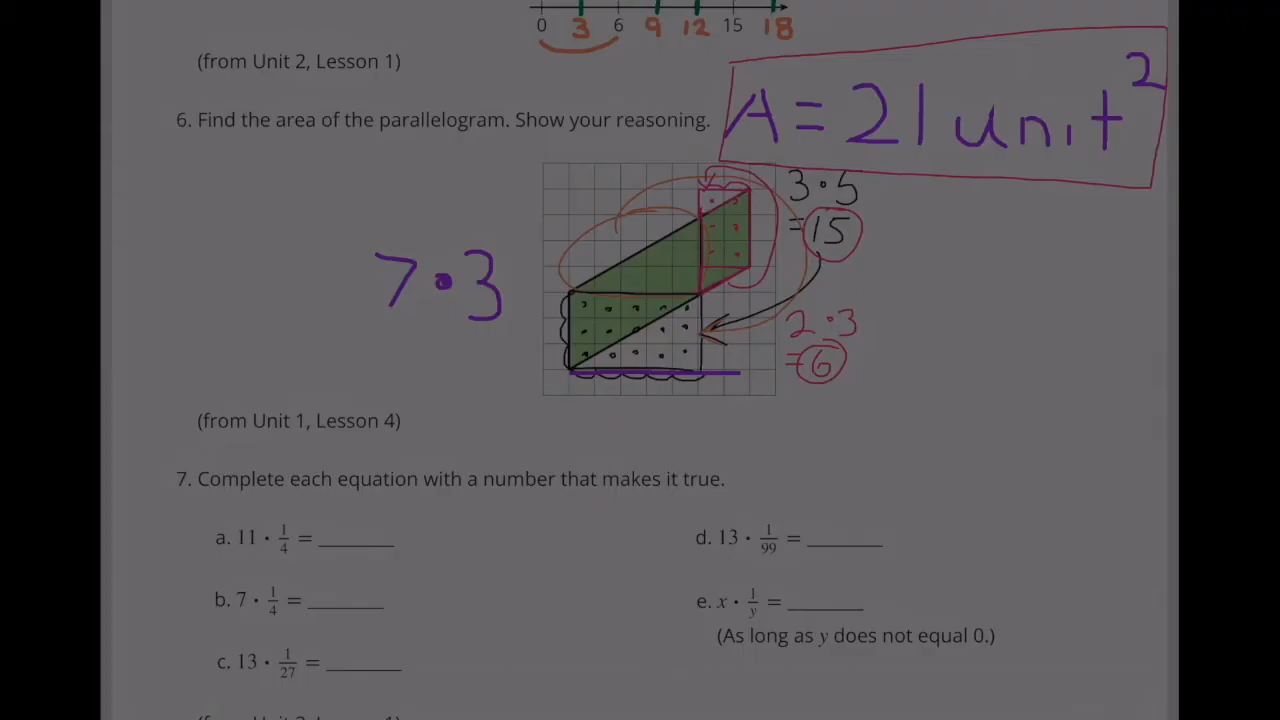 0 3 6 9 12 15 18
(from Unit 2, Lesson 1)
6. Find the area of the parallelogram. Show your reasoning.
A = 21 unit²
3 · 5
= 15
7 · 3
2 · 3
= 6
(from Unit 1, Lesson 4)
7. Complete each equation with a number that makes it true.
a. 11 · 1/4 = ________
d. 13 · 1/99 = ________
b. 7 · 1/4 = ________
e. x · 1/y = ________
(As long as y does not equal 0.)
c. 13 · 1/27 = ________